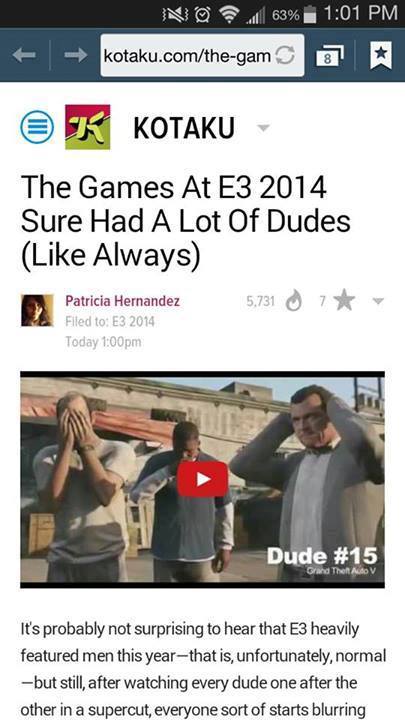 63% 1:01 PM
kotaku.com/the-gam
8
KOTAKU
The Games At E3 2014
Sure Had A Lot Of Dudes
(Like Always)
Patricia Hernandez 5,731 7
Filed to: E3 2014
Today 1:00pm
Dude #15
Grand Theft Auto V
It's probably not surprising to hear that E3 heavily
featured men this year—that is, unfortunately, normal
—but still, after watching every dude one after the
other in a supercut, everyone sort of starts blurring